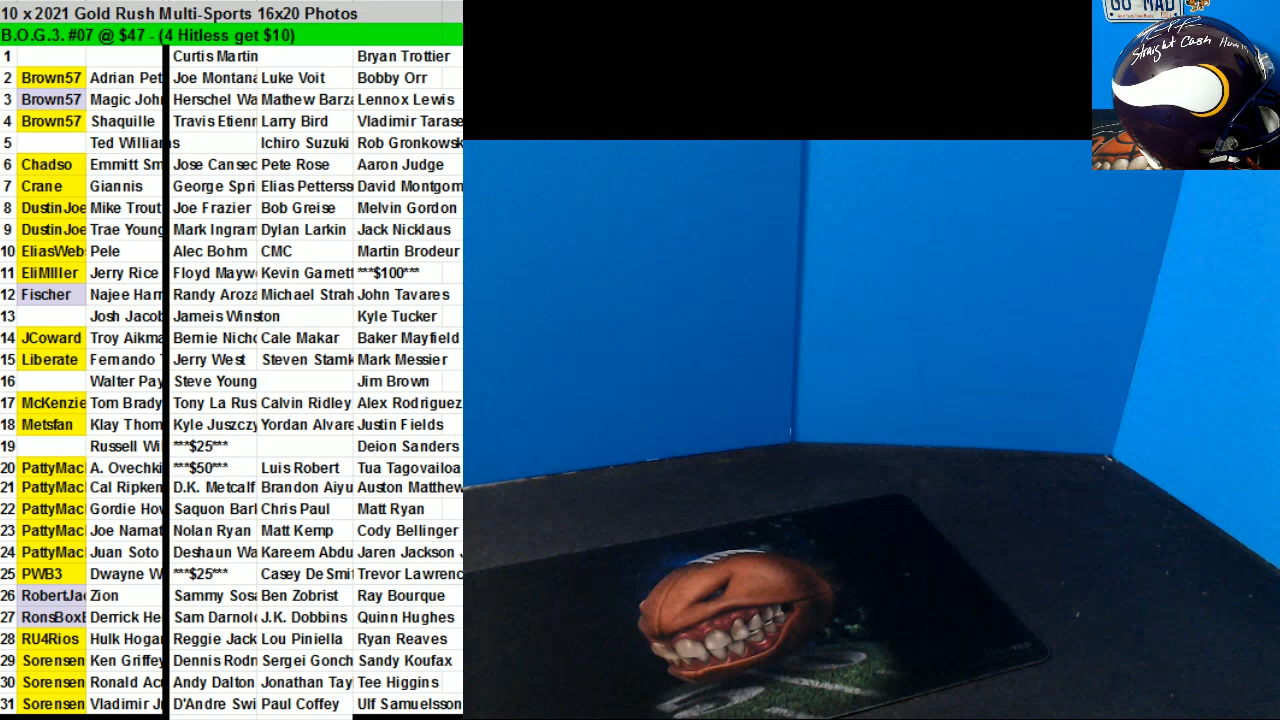 10 x 2021 Gold Rush Multi-Sports 16x20 Photos
B.O.G.3. #07 @ $47 - (4 Hitless get $10)
1 Curtis Martin Bryan Trottier
2 Brown57 Adrian Pet Joe Montana Luke Voit Bobby Orr
3 Brown57 Magic Joh Herschel Wa Mathew Barza Lennox Lewis
4 Brown57 Shaquille Travis Etienn Larry Bird Vladimir Tarase
5 Ted Williams Ichiro Suzuki Rob Gronkowsk
6 Chadso Emmitt Sm Jose Cansec Pete Rose Aaron Judge
7 Crane Giannis George Spri Elias Petterss David Montgom
8 DustinJoe Mike Trout Joe Frazier Bob Greise Melvin Gordon
9 DustinJoe Trae Young Mark Ingram Dylan Larkin Jack Nicklaus
10 EliasWebs Pele Alec Bohm CMC Martin Brodeur
11 EliMIller Jerry Rice Floyd Mayw Kevin Garnett ***$100***
12 Fischer Najee Harr Randy Aroza Michael Strah John Tavares
13 Josh Jacob Jameis Winston Kyle Tucker
14 JCoward Troy Aikma Bernie Nicho Cale Makar Baker Mayfield
15 Liberate Fernando T Jerry West Steven Stamk Mark Messier
16 Walter Pay Steve Young Jim Brown
17 McKenzie Tom Brady Tony La Rus Calvin Ridley Alex Rodriguez
18 Metsfan Klay Thom Kyle Juszczy Yordan Alvare Justin Fields
19 Russell Wi ***$25*** Deion Sanders
20 PattyMac A. Ovechki ***$50*** Luis Robert Tua Tagovailoa
21 PattyMac Cal Ripken D.K. Metcalf Brandon Aiyu Auston Matthew
22 PattyMac Gordie How Saquon Bar Chris Paul Matt Ryan
23 PattyMac Joe Namat Nolan Ryan Matt Kemp Cody Bellinger
24 PattyMac Juan Soto Deshaun Wa Kareem Abdu Jaren Jackson J
25 PWB3 Dwayne W ***$25*** Casey DeSmit Trevor Lawrenc
26 RobertJac Zion Sammy Sosa Ben Zobrist Ray Bourque
27 RonsBoxB Derrick He Sam Darnold J.K. Dobbins Quinn Hughes
28 RU4Rios Hulk Hogan Reggie Jack Lou Piniella Ryan Reaves
29 Sorensen Ken Griffey Dennis Rodn Sergei Gonch Sandy Koufax
30 Sorensen Ronald Acu Andy Dalton Jonathan Tay Tee Higgins
31 Sorensen Vladimir Jr D'Andre Swi Paul Coffey Ulf Samuelsson
GO MAD
Straight Cash Homie